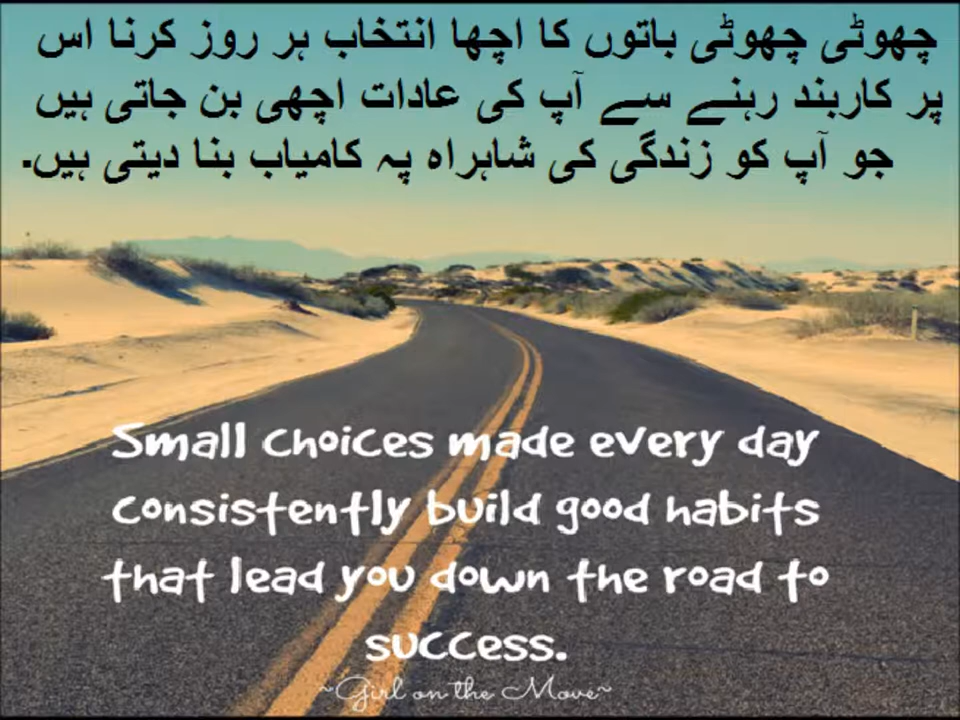 چھوٹی چھوٹی باتوں کا اچھا انتخاب ہر روز کرنا اس
پر کاربند رہنے سے آپ کی عادات اچھی بن جاتی ہیں
جو آپ کو زندگی کی شاہراہ پہ کامیاب بنا دیتی ہیں۔
Small choices made every day
consistently build good habits
that lead you down the road to
success.
~Girl on the Move~